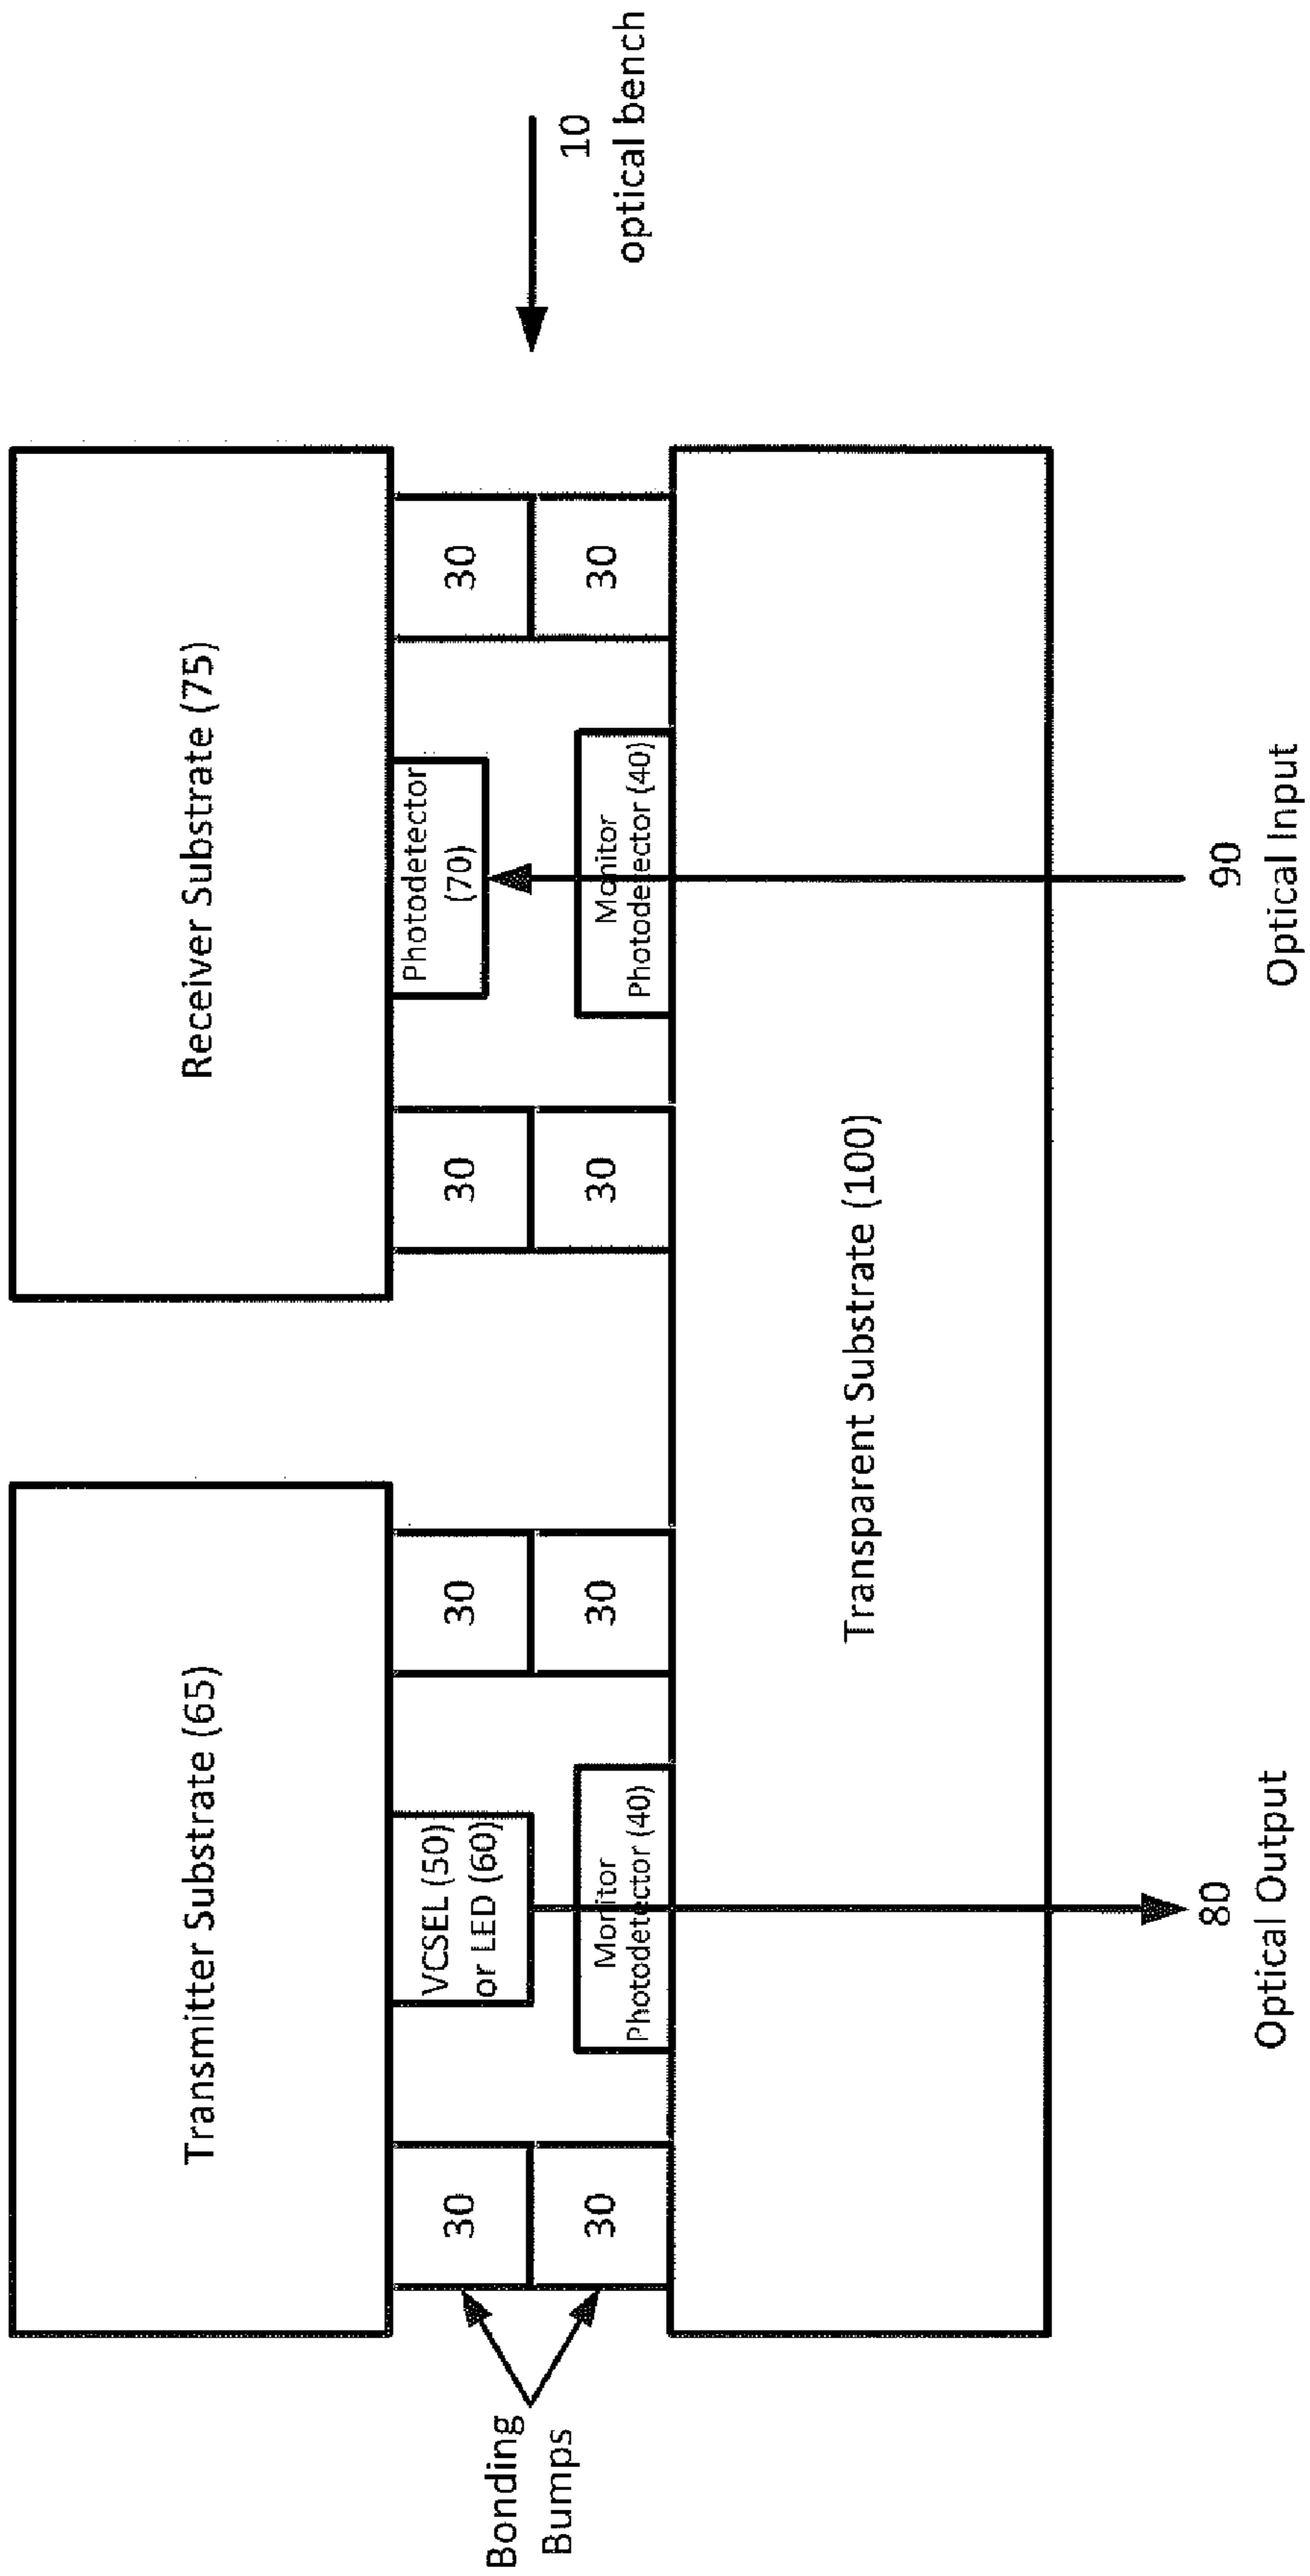 Transmitter Substrate (65)
Receiver Substrate (75)
Bonding
Bumps
30
30
VCSEL (50)
or LED (60)
Monitor
Photodetector (40)
30
30
30
30
Photodetector
(70)
Monitor
Photodetector (40)
30
30
10
optical bench
Transparent Substrate (100)
80
Optical Output
90
Optical Input